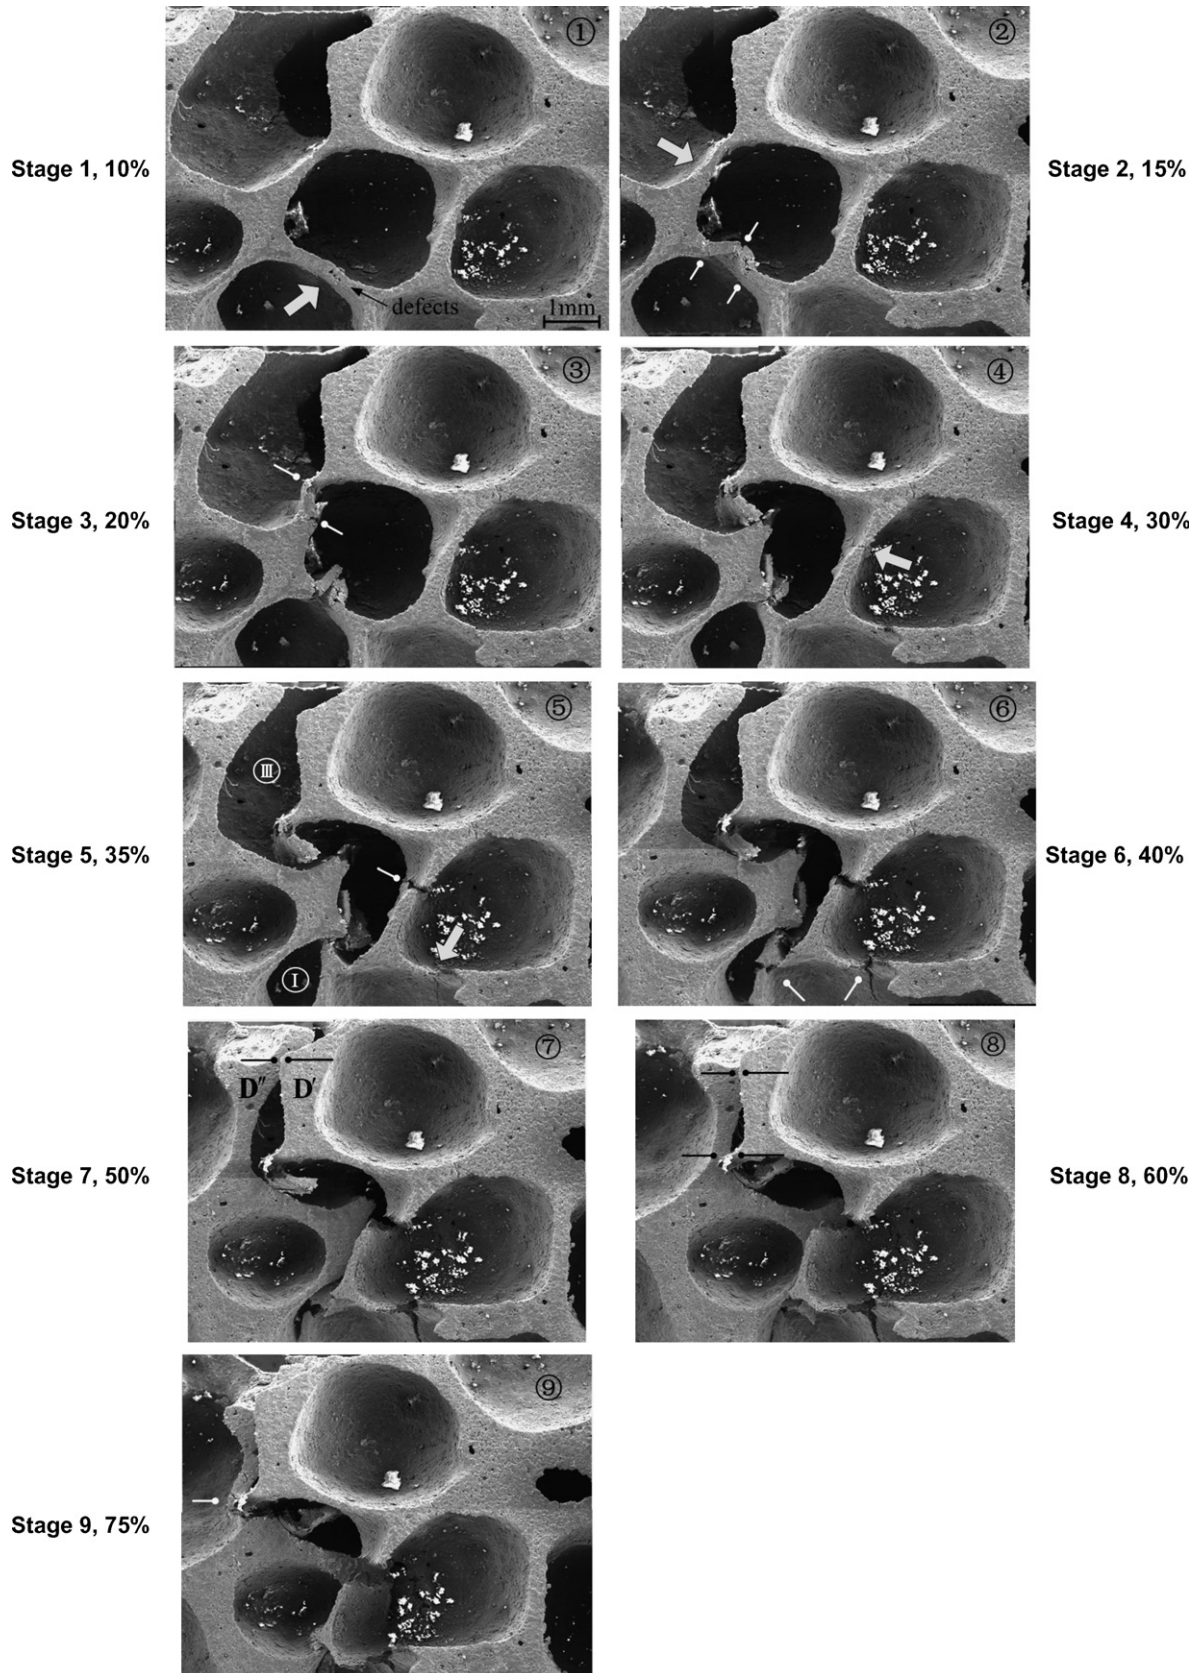 ①
②
Stage 1, 10%
Stage 2, 15%
defects
1mm
③
④
Stage 3, 20%
Stage 4, 30%
⑤
⑥
Ⅲ
Stage 5, 35%
Stage 6, 40%
Ⅰ
⑦
⑧
D″ D′
Stage 7, 50%
Stage 8, 60%
⑨
Stage 9, 75%